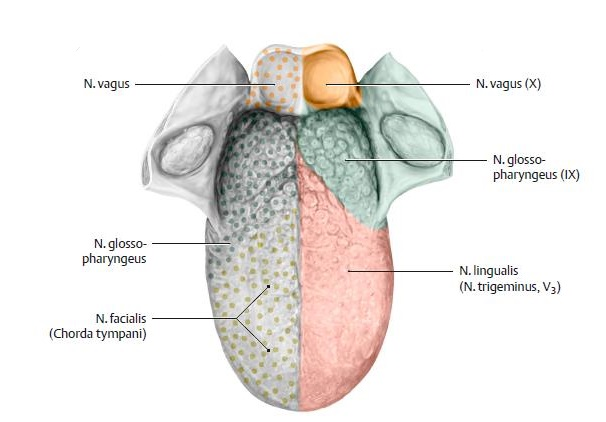 N. vagus
N. vagus (X)
N. glosso-
pharyngeus (IX)
N. glosso-
pharyngeus
N. lingualis
(N. trigeminus, V3)
N. facialis
(Chorda tympani)